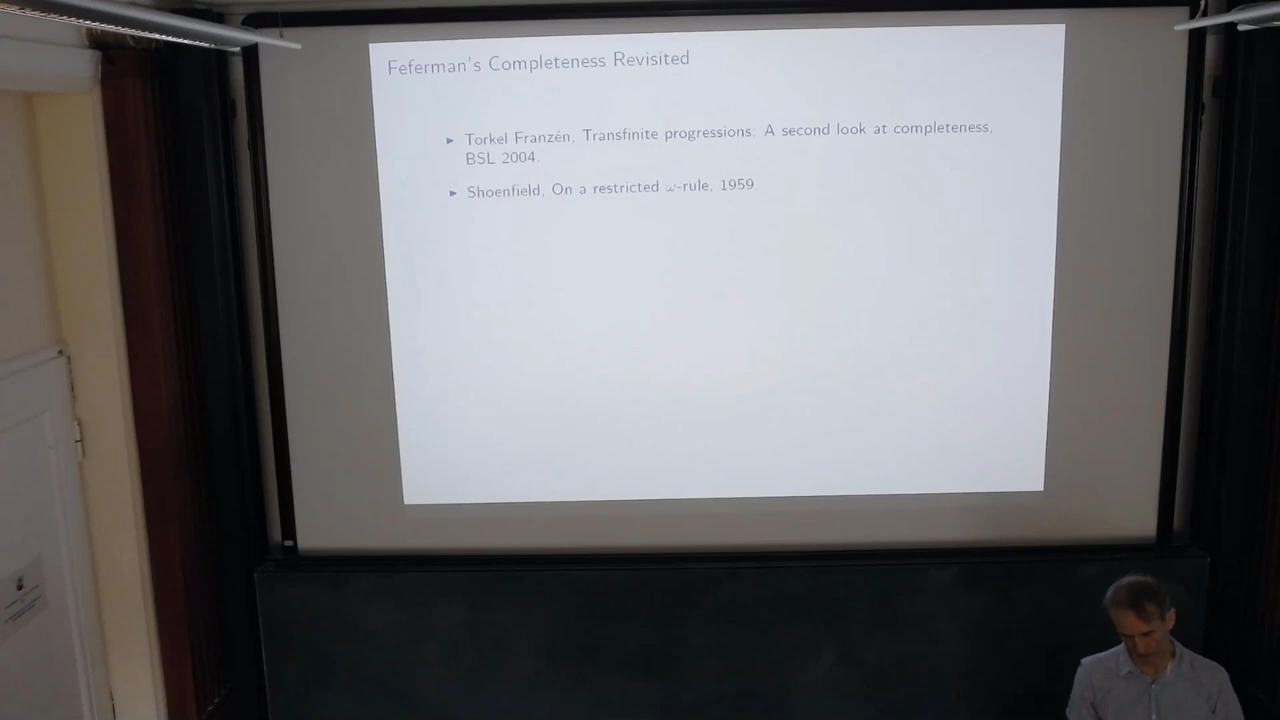 Feferman's Completeness Revisited
► Torkel Franzén, Transfinite progressions: A second look at completeness,
BSL 2004.
► Shoenfield, On a restricted ω-rule, 1959.